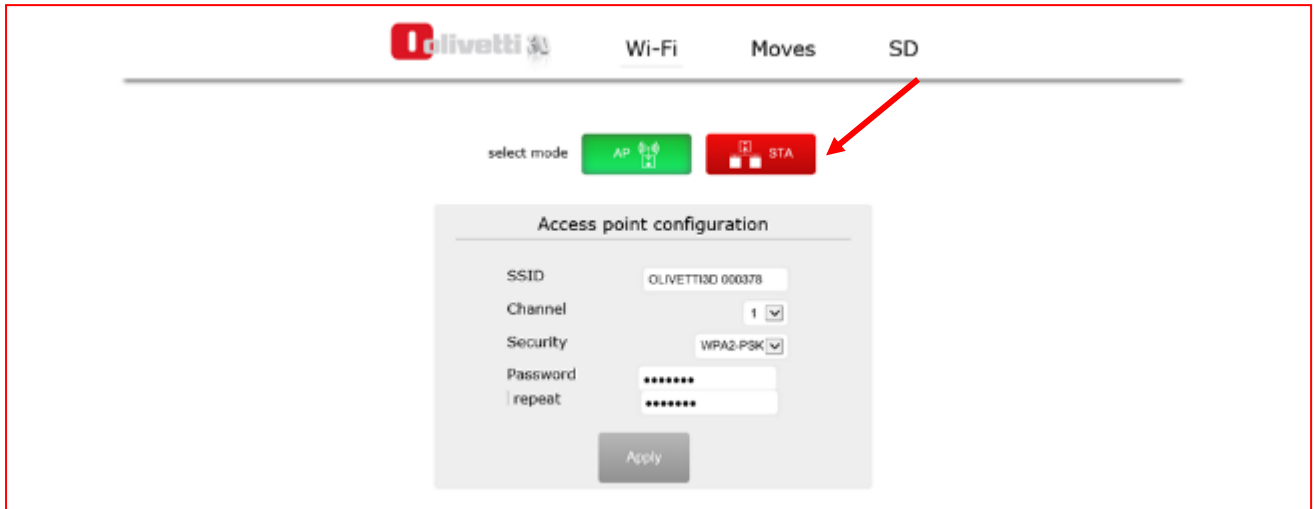 olivetti 3D
Wi-Fi Moves SD
select mode AP STA
Access point configuration
SSID OLIVETTI3D 000378
Channel 1
Security WPA2-PSK
Password •••••••
repeat •••••••
Apply